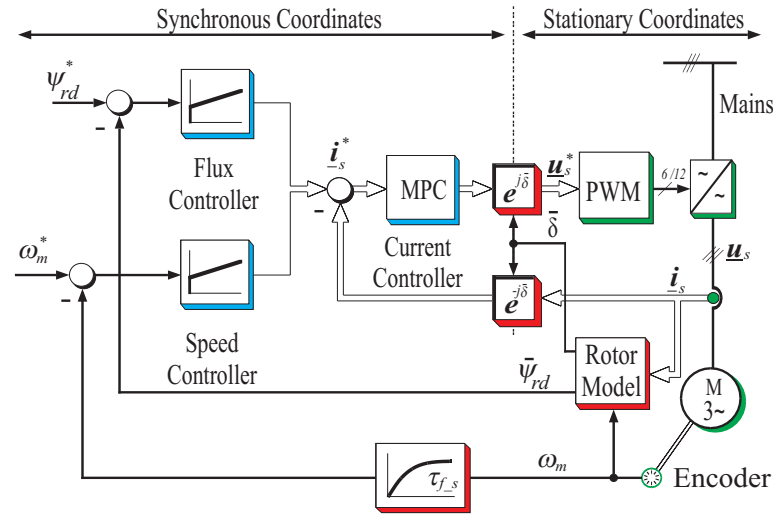 Synchronous Coordinates
Stationary Coordinates
ψ*rd
-
Flux
Controller
i*s
-
MPC
Current
Controller
e^jδ̄
u*s
PWM
6/12
~
~
Mains
δ̄
ω*m
-
Speed
Controller
e^-jδ̄
us
is
ψ̄rd
Rotor
Model
M
3~
τf_s
ωm
Encoder